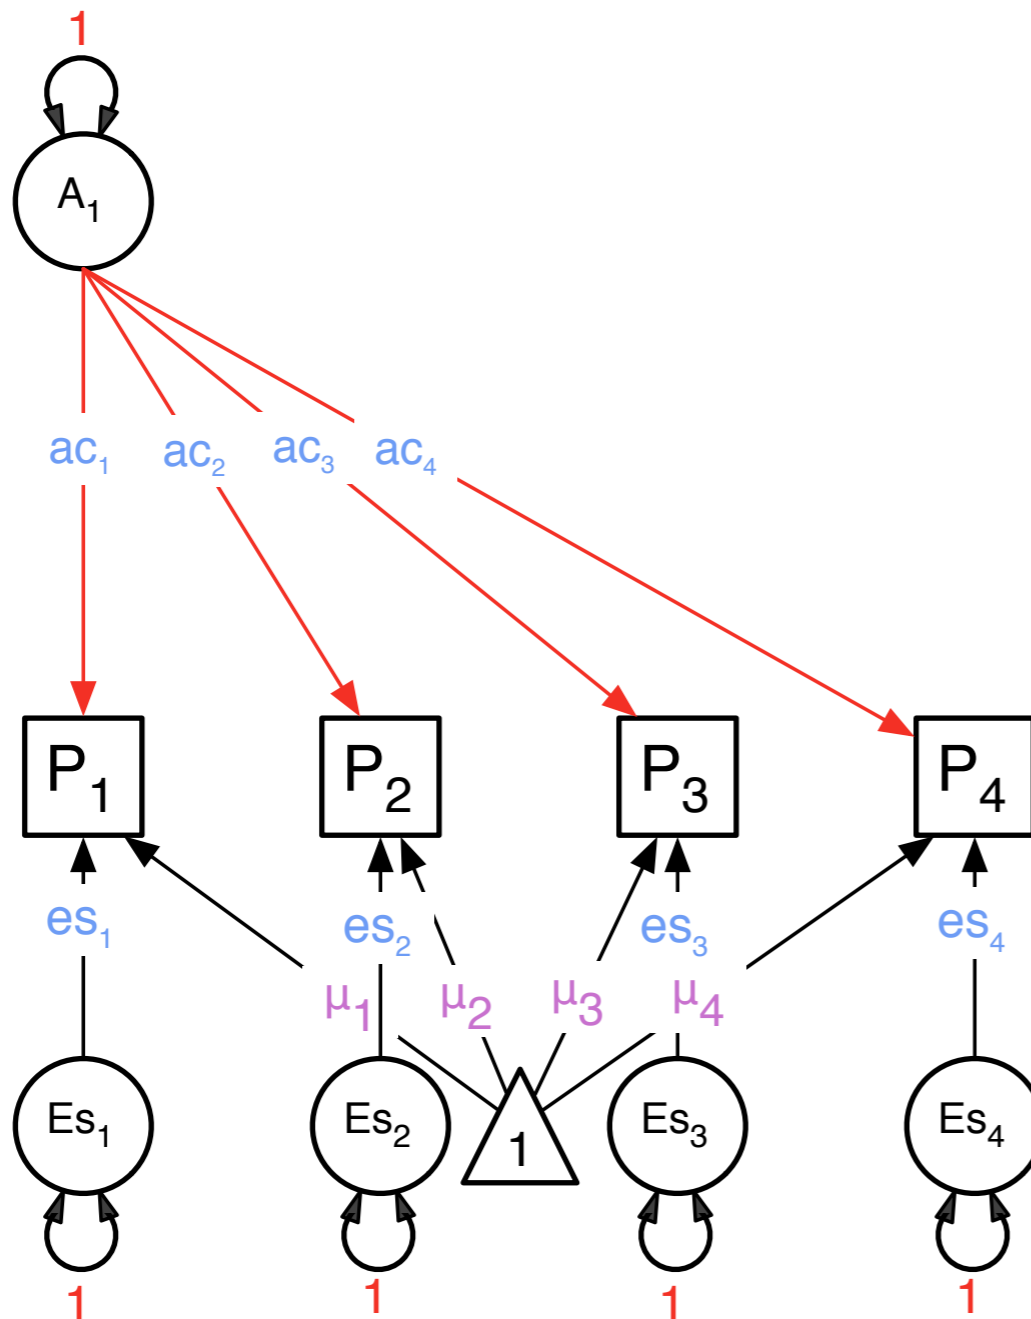 1
A₁
ac₁ ac₂ ac₃ ac₄
P₁ P₂ P₃ P₄
es₁ es₂ es₃ es₄
μ₁ μ₂ μ₃ μ₄
Es₁ Es₂ 1 Es₃ Es₄
1 1 1 1